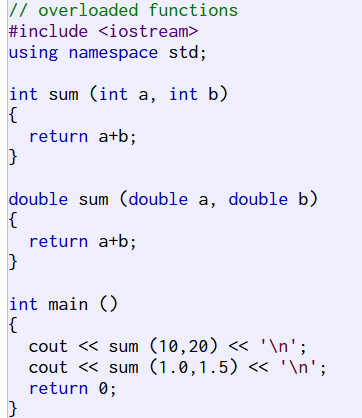 // overloaded functions
#include <iostream>
using namespace std;

int sum (int a, int b)
{
  return a+b;
}

double sum (double a, double b)
{
  return a+b;
}

int main ()
{
  cout << sum (10,20) << '\n';
  cout << sum (1.0,1.5) << '\n';
  return 0;
}